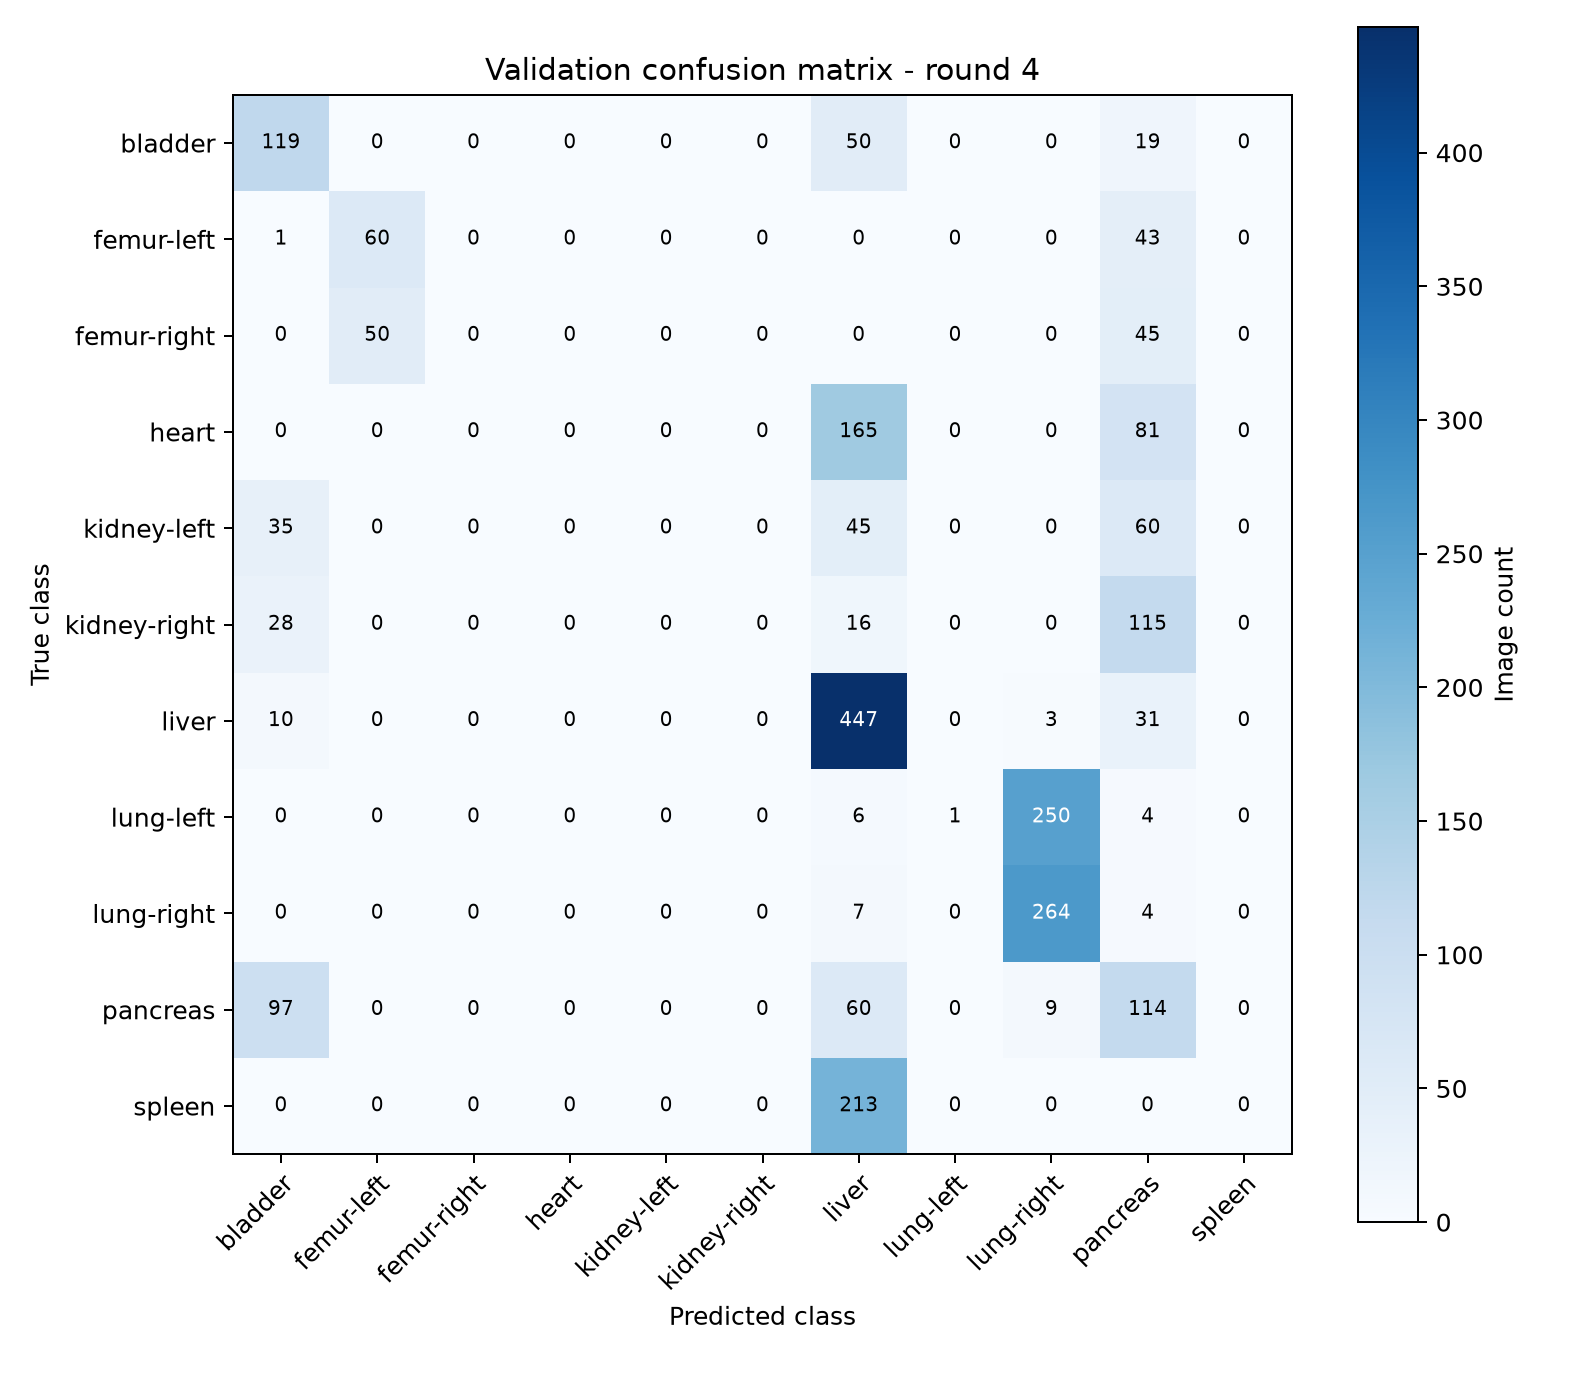 Validation confusion matrix - round 4
bladder 119 0 0 0 0 0 50 0 0 19 0
femur-left 1 60 0 0 0 0 0 0 0 43 0
femur-right 0 50 0 0 0 0 0 0 0 45 0
heart 0 0 0 0 0 0 165 0 0 81 0
kidney-left 35 0 0 0 0 0 45 0 0 60 0
kidney-right 28 0 0 0 0 0 16 0 0 115 0
liver 10 0 0 0 0 0 447 0 3 31 0
lung-left 0 0 0 0 0 0 6 1 250 4 0
lung-right 0 0 0 0 0 0 7 0 264 4 0
pancreas 97 0 0 0 0 0 60 0 9 114 0
spleen 0 0 0 0 0 0 213 0 0 0 0
True class
bladder femur-left femur-right heart kidney-left kidney-right liver lung-left lung-right pancreas spleen
Predicted class
400
350
300
250
200
150
100
50
0
Image count